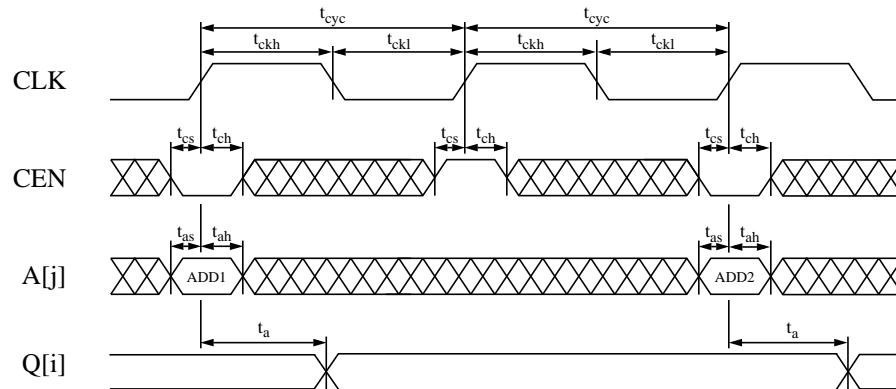 t_cyc t_cyc
t_ckh t_ckl t_ckh t_ckl
CLK
t_cs t_ch t_cs t_ch t_cs t_ch
CEN
t_as t_ah t_as t_ah
A[j] ADD1 ADD2
t_a t_a
Q[i]